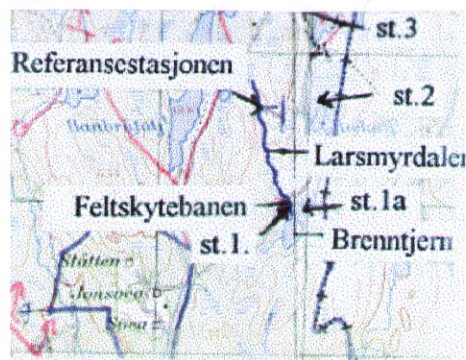 st.3
Referansestasjonen
st.2
Larsmyrdalen
Feltskytebanen
st.1a
st.1.
Brenntjern